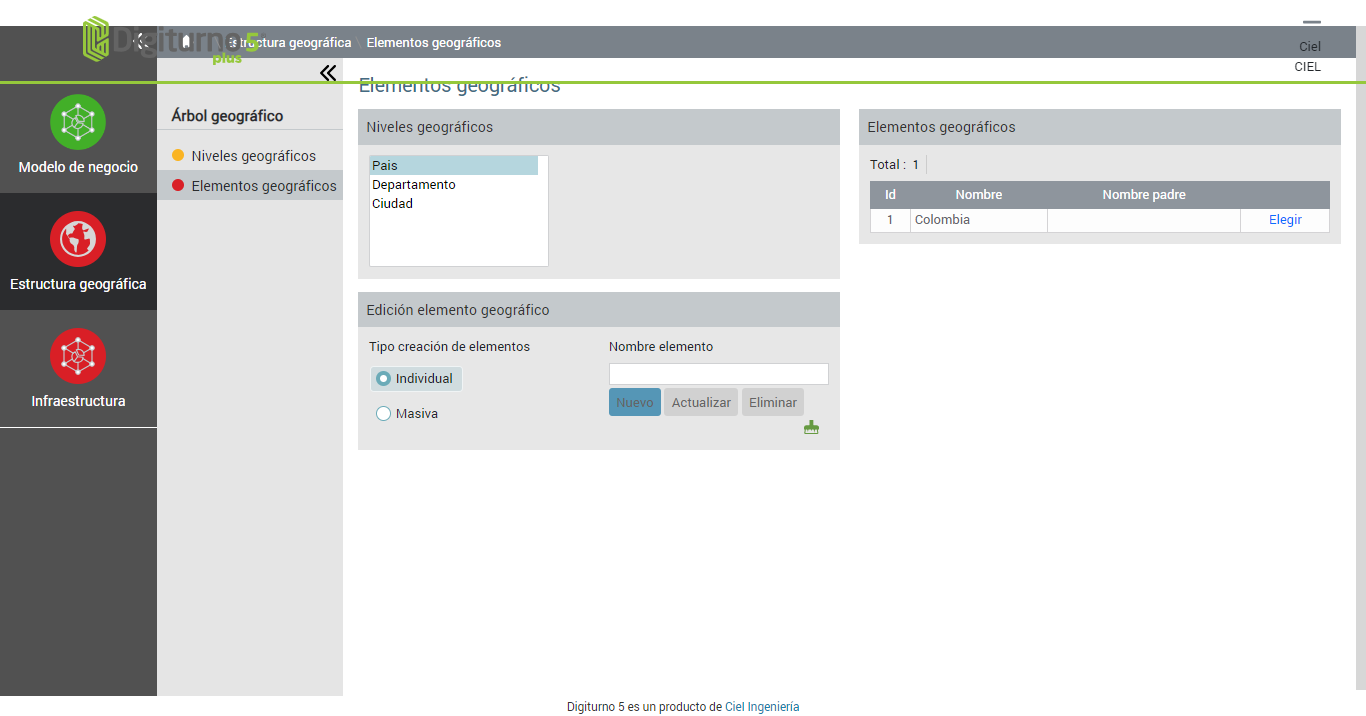 Digiturno 5
plus
Estructura geográfica
Elementos geográficos
Ciel
CIEL
Modelo de negocio
Estructura geográfica
Infraestructura
Árbol geográfico
Niveles geográficos
Elementos geográficos
Elementos geográficos
Niveles geográficos
Pais
Departamento
Ciudad
Edición elemento geográfico
Tipo creación de elementos
Individual
Masiva
Nombre elemento
Nuevo Actualizar Eliminar
Elementos geográficos
Total : 1
Id Nombre Nombre padre
1 Colombia Elegir
Digiturno 5 es un producto de Ciel Ingeniería